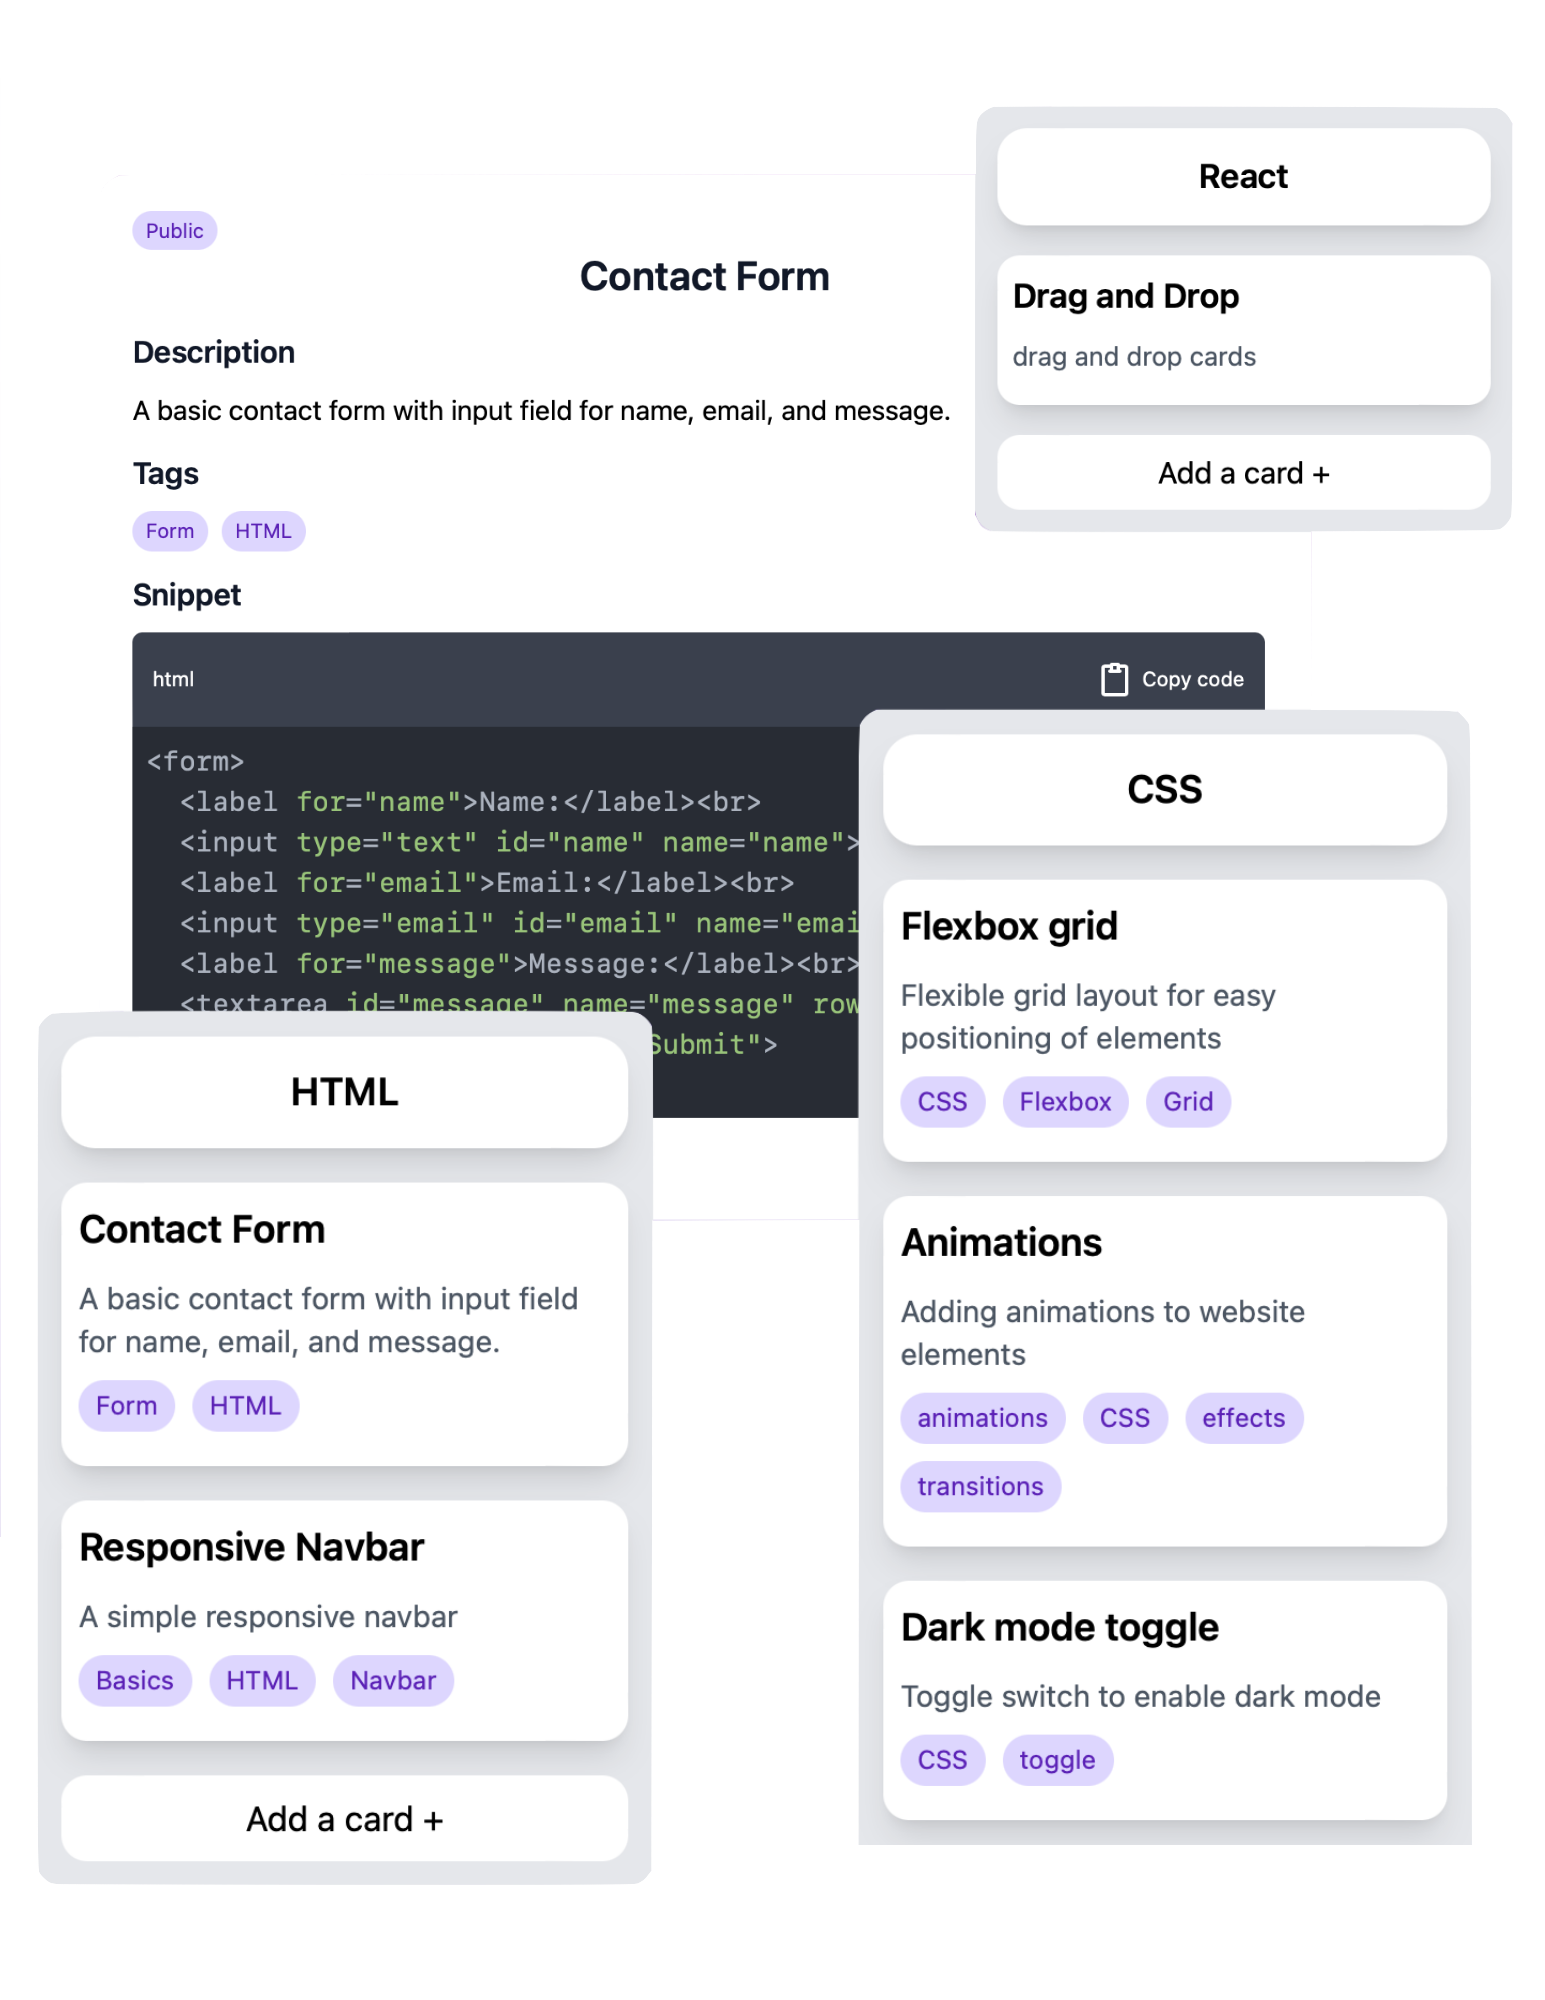 Public
Contact Form
Description
A basic contact form with input field for name, email, and message.
Tags
Form HTML
Snippet
html Copy code
<form>
  <label for="name">Name:</label><br>
  <input type="text" id="name" name="name">
  <label for="email">Email:</label><br>
  <input type="email" id="email" name="emai
  <label for="message">Message:</label><br>
  <textarea id="message" name="message" row
Submit">
React
Drag and Drop
drag and drop cards
Add a card +
HTML
Contact Form
A basic contact form with input field
for name, email, and message.
Form HTML
Responsive Navbar
A simple responsive navbar
Basics HTML Navbar
Add a card +
CSS
Flexbox grid
Flexible grid layout for easy
positioning of elements
CSS Flexbox Grid
Animations
Adding animations to website
elements
animations CSS effects
transitions
Dark mode toggle
Toggle switch to enable dark mode
CSS toggle